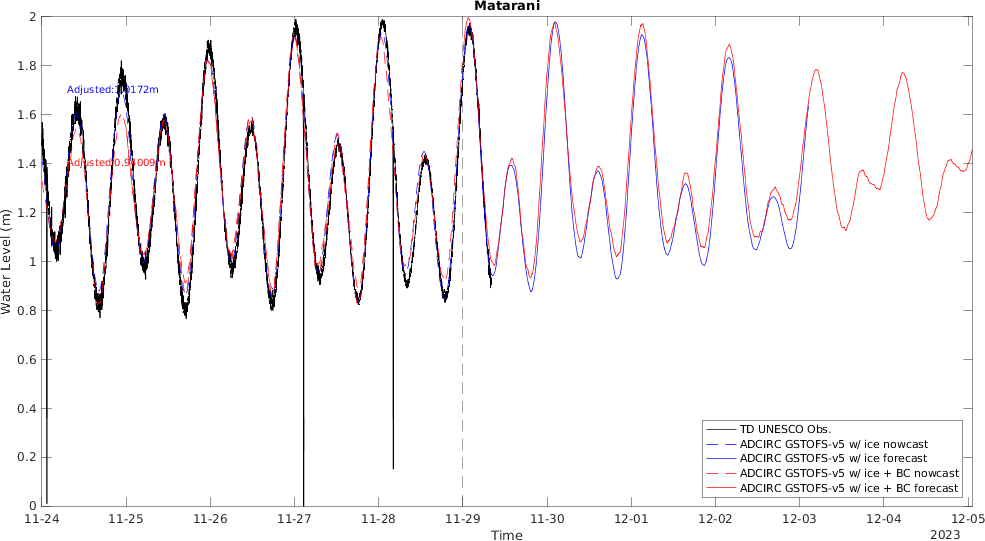 Matarani
2
1.8
1.6
1.4
1.2
1
0.8
0.6
0.4
0.2
0
Water Level (m)
TD UNESCO Obs.
ADCIRC GSTOFS-v5 w/ ice nowcast
ADCIRC GSTOFS-v5 w/ ice forecast
ADCIRC GSTOFS-v5 w/ ice + BC nowcast
ADCIRC GSTOFS-v5 w/ ice + BC forecast
11-24 11-25 11-26 11-27 11-28 11-29 11-30 12-01 12-02 12-03 12-04 12-05
Time
2023